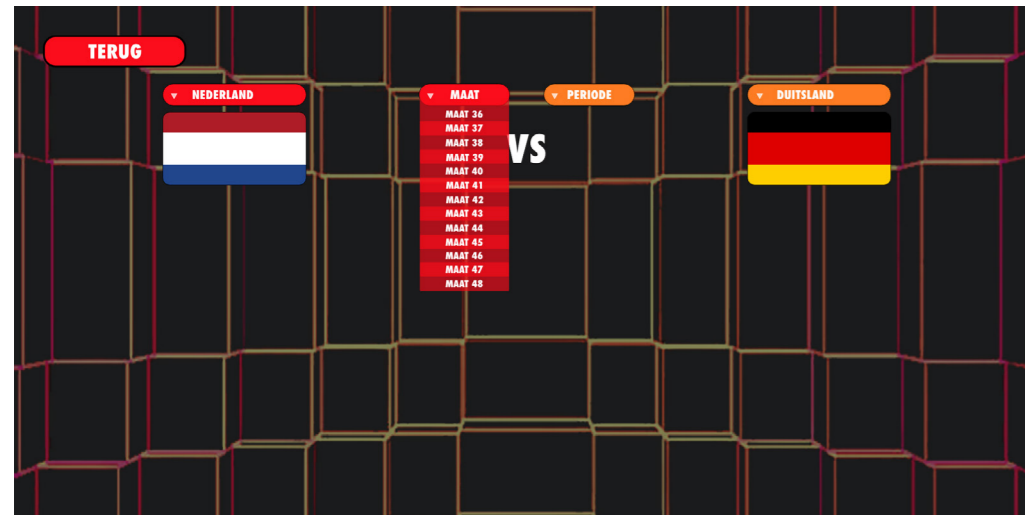 TERUG
NEDERLAND
MAAT
PERIODE
DUITSLAND
MAAT 36
MAAT 37
MAAT 38
MAAT 39
MAAT 40
MAAT 41
MAAT 42
MAAT 43
MAAT 44
MAAT 45
MAAT 46
MAAT 47
MAAT 48
VS